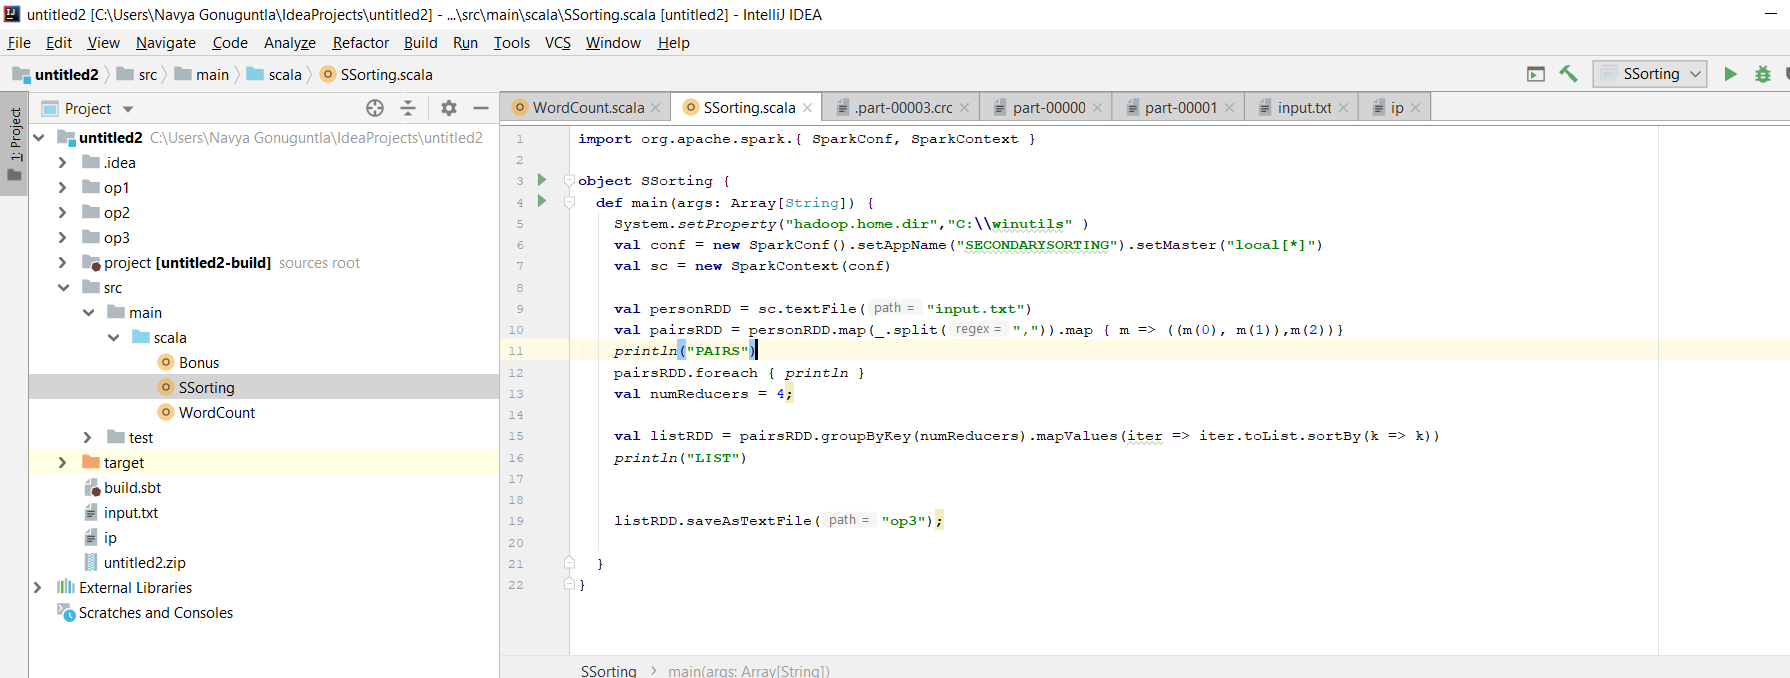 untitled2 [C:\Users\Navya Gonuguntla\IdeaProjects\untitled2] - ...\src\main\scala\SSorting.scala [untitled2] - IntelliJ IDEA
File Edit View Navigate Code Analyze Refactor Build Run Tools VCS Window Help
untitled2 src main scala SSorting.scala SSorting
1: Project
Project
untitled2 C:\Users\Navya Gonuguntla\IdeaProjects\untitled2
.idea
op1
op2
op3
project [untitled2-build] sources root
src
main
scala
Bonus
SSorting
WordCount
test
target
build.sbt
input.txt
ip
untitled2.zip
External Libraries
Scratches and Consoles
WordCount.scala SSorting.scala .part-00003.crc part-00000 part-00001 input.txt ip
1 import org.apache.spark.{ SparkConf, SparkContext }
2
3 object SSorting {
4 def main(args: Array[String]) {
5 System.setProperty("hadoop.home.dir","C:\\winutils" )
6 val conf = new SparkConf().setAppName("SECONDARYSORTING").setMaster("local[*]")
7 val sc = new SparkContext(conf)
8
9 val personRDD = sc.textFile( path = "input.txt")
10 val pairsRDD = personRDD.map(_.split( regex = ",")).map { m => ((m(0), m(1)),m(2))}
11 println("PAIRS")
12 pairsRDD.foreach { println }
13 val numReducers = 4;
14
15 val listRDD = pairsRDD.groupByKey(numReducers).mapValues(iter => iter.toList.sortBy(k => k))
16 println("LIST")
17
18
19 listRDD.saveAsTextFile( path = "op3");
20
21 }
22 }
SSorting main(args: Array[String])